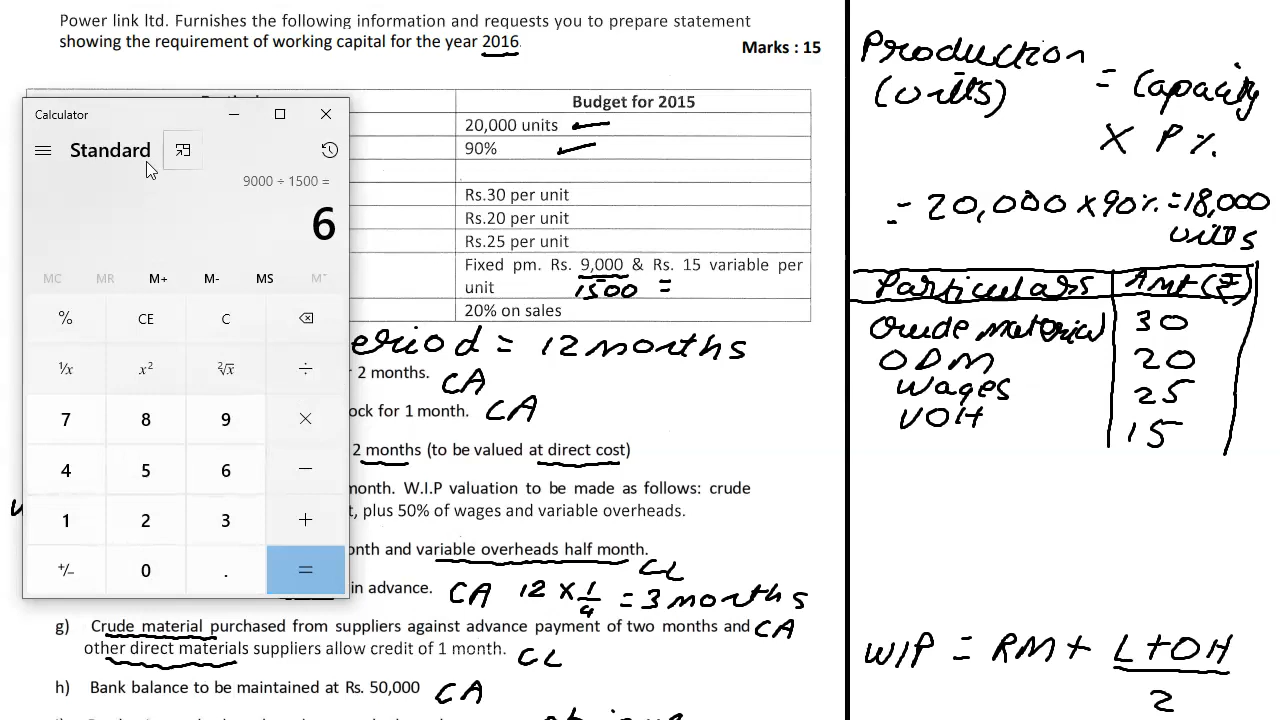 Power link ltd. Furnishes the following information and requests you to prepare statement
showing the requirement of working capital for the year 2016.
Marks : 15
Budget for 2015
20,000 units
90%
Rs.30 per unit
Rs.20 per unit
Rs.25 per unit
Fixed pm. Rs. 9,000 & Rs. 15 variable per
unit 1500 =
20% on sales
eriod = 12 months
r 2 months. CA
ock for 1 month. CA
2 months (to be valued at direct cost)
month. W.I.P valuation to be made as follows: crude
t, plus 50% of wages and variable overheads.
onth and variable overheads half month.
CL
in advance. CA 12 X 1/4 = 3 months
g) Crude material purchased from suppliers against advance payment of two months and CA
other direct materials suppliers allow credit of 1 month. CL
h) Bank balance to be maintained at Rs. 50,000 CA
Calculator
Standard
9000 ÷ 1500 =
6
MC MR M+ M- MS M˅
% CE C
¹/x x² ²√x ÷
7 8 9 ×
4 5 6 −
1 2 3 +
+/− 0 . =
Production
(units) = Capacity
X P %.
= 20,000 X 90% = 18,000
units
Particulars Amt (₹)
Crude material 30
ODM 20
Wages 25
VOH 15
WIP = RM + L + OH
2